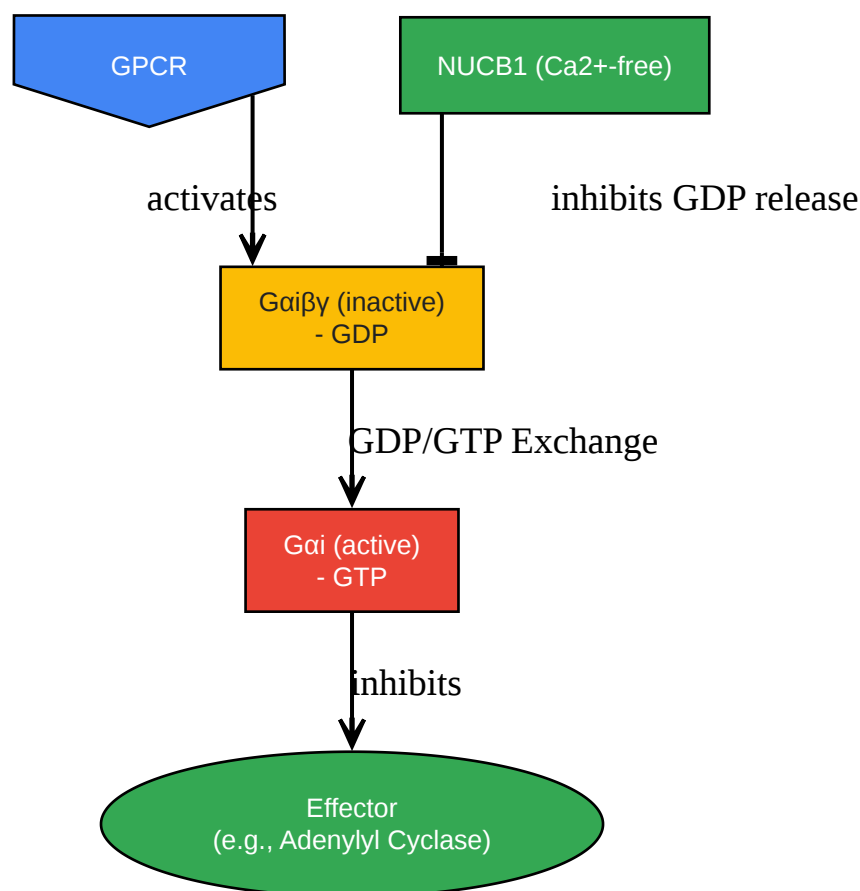 GPCR
NUCB1 (Ca2+-free)
activates
inhibits GDP release
Gαiβγ (inactive)
- GDP
GDP/GTP Exchange
Gαi (active)
- GTP
inhibits
Effector
(e.g., Adenylyl Cyclase)